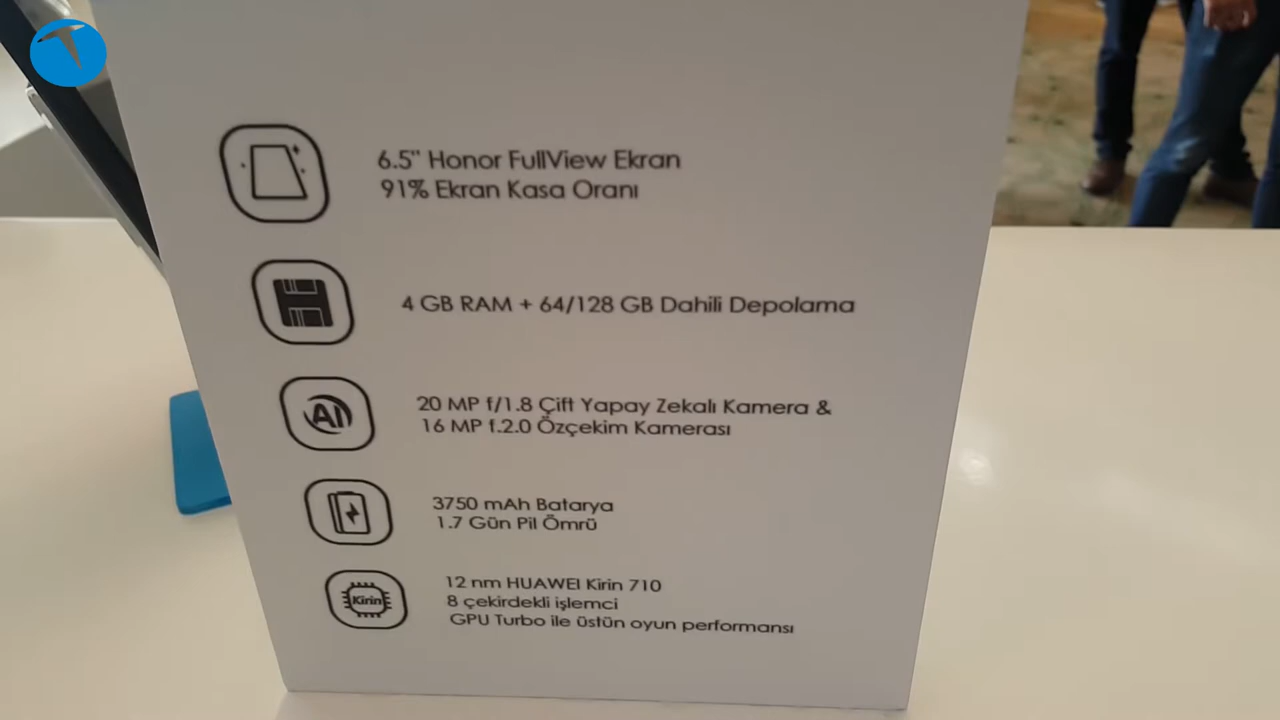 6.5" Honor FullView Ekran
91% Ekran Kasa Oranı
4 GB RAM + 64/128 GB Dahili Depolama
AI
20 MP f/1.8 Çift Yapay Zekalı Kamera &
16 MP f.2.0 Özçekim Kamerası
3750 mAh Batarya
1.7 Gün Pil Ömrü
Kirin
12 nm HUAWEI Kirin 710
8 çekirdekli işlemci
GPU Turbo ile üstün oyun performansı